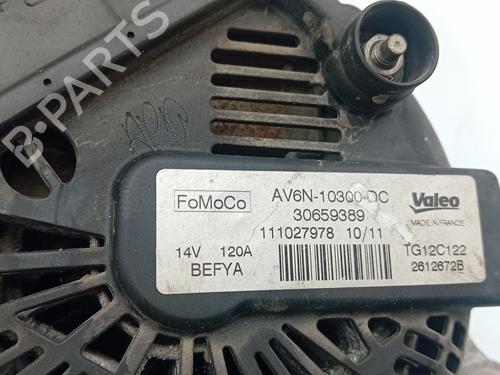 FoMoCo
AV6N-10300-DC
30659389
111027978 10/11
14V 120A
BEFYA
Valeo
MADE IN FRANCE
TG12C122
2612672B
B-PARTS